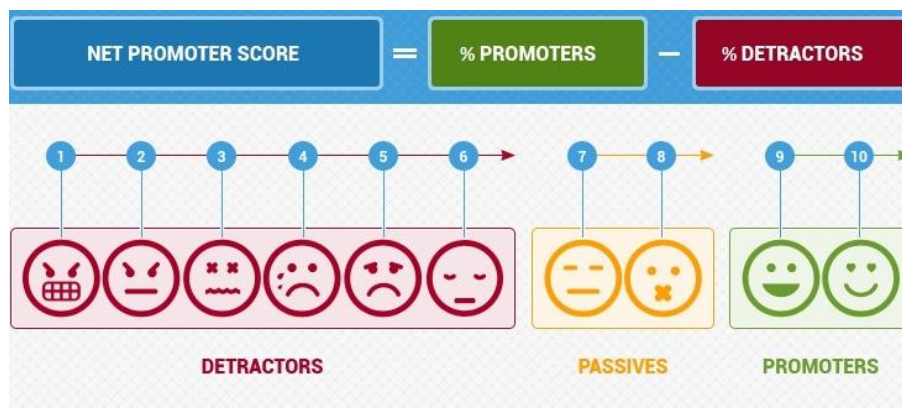 NET PROMOTER SCORE = % PROMOTERS – % DETRACTORS
1 2 3 4 5 6 7 8 9 10
DETRACTORS PASSIVES PROMOTERS